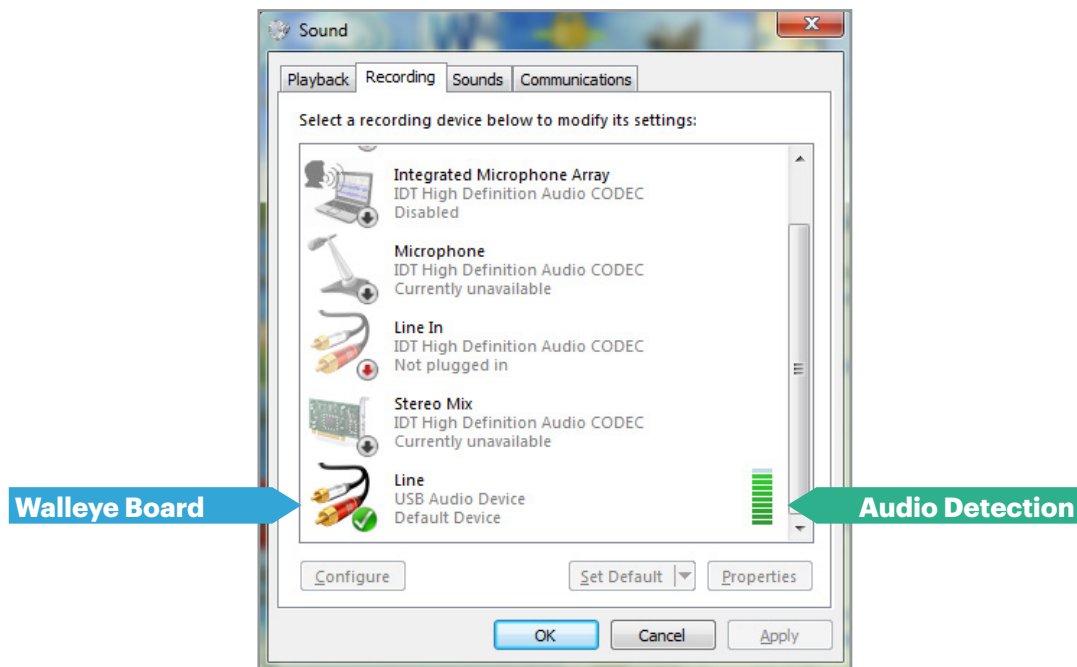 Sound
Playback Recording Sounds Communications
Select a recording device below to modify its settings:
Integrated Microphone Array
IDT High Definition Audio CODEC
Disabled
Microphone
IDT High Definition Audio CODEC
Currently unavailable
Line In
IDT High Definition Audio CODEC
Not plugged in
Stereo Mix
IDT High Definition Audio CODEC
Currently unavailable
Line
USB Audio Device
Default Device
Walleye Board
Audio Detection
Configure Set Default Properties
OK Cancel Apply